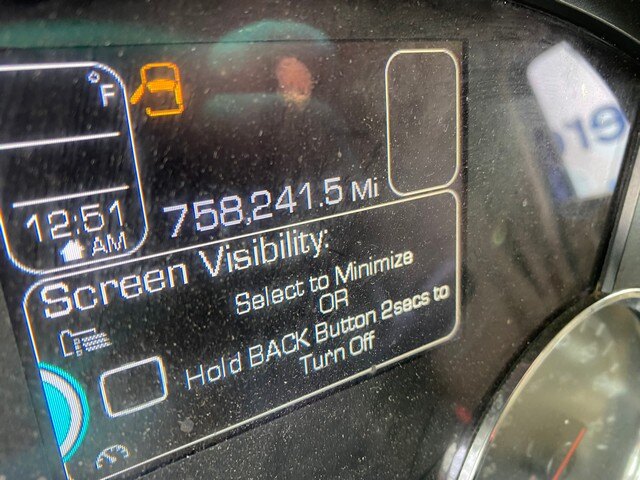 °F
758,241.5 Mi
12:51
AM
Screen Visibility:
Select to Minimize
OR
Hold BACK Button 2secs to
Turn Off
er